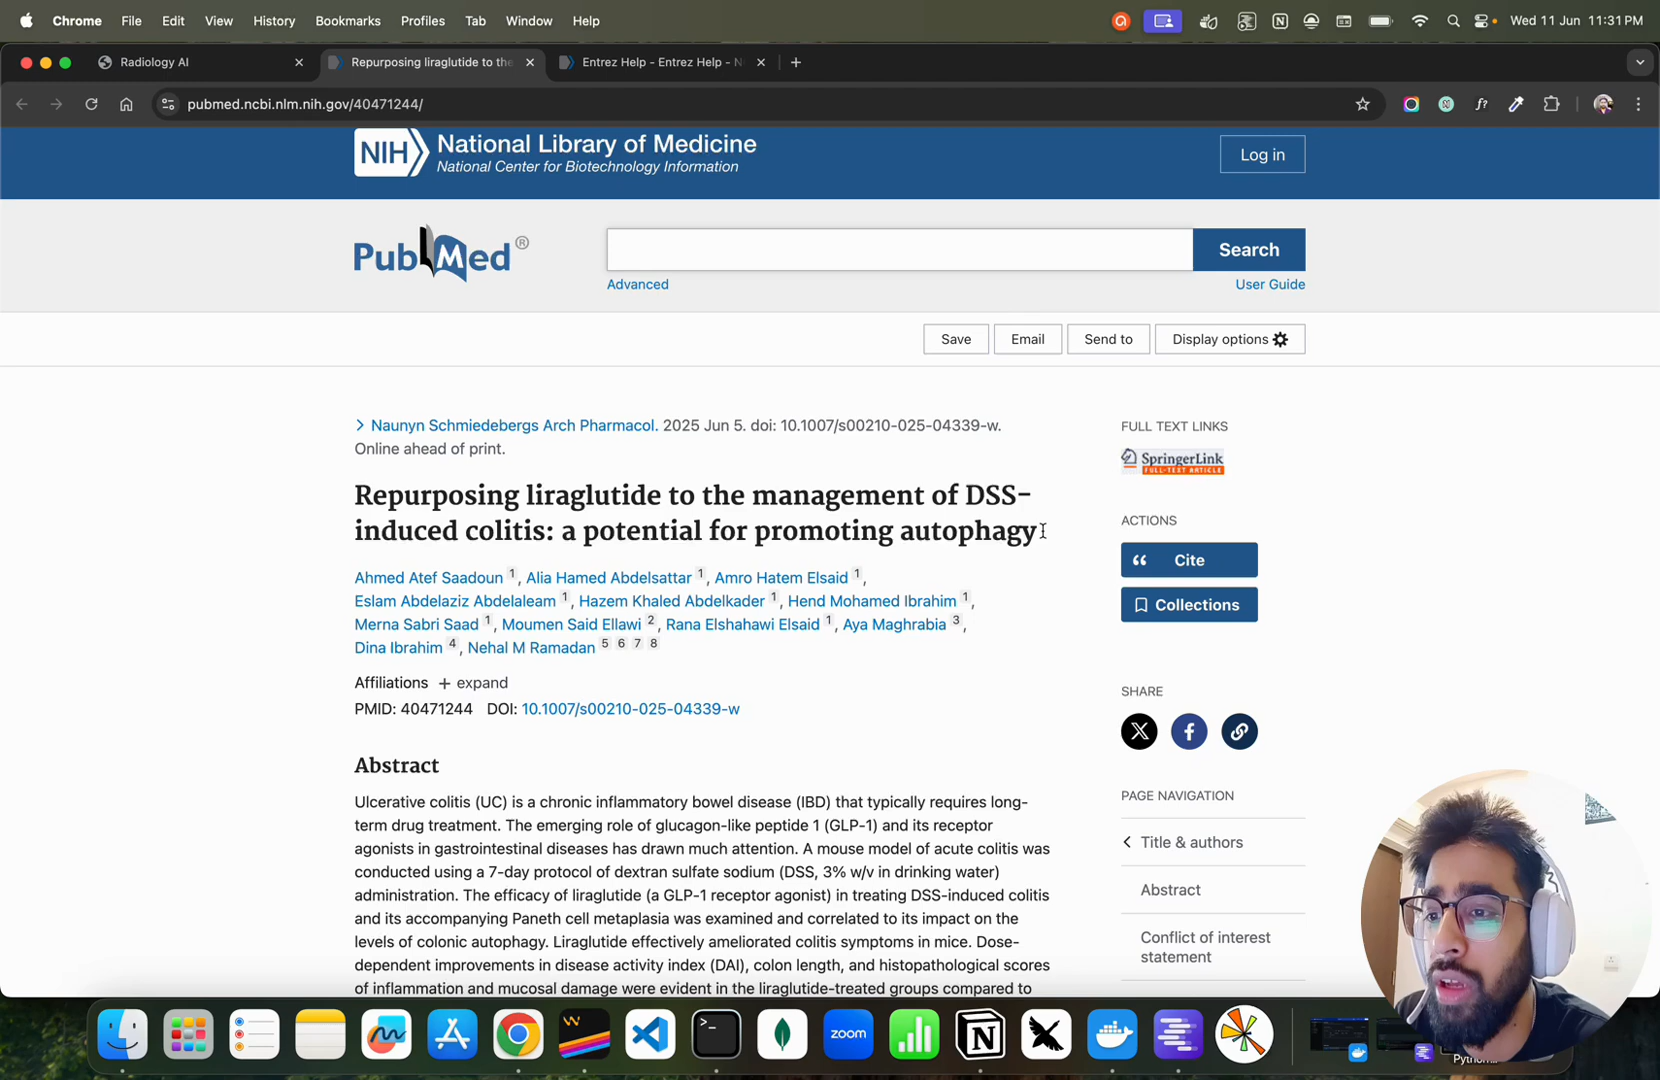 Chrome File Edit View History Bookmarks Profiles Tab Window Help Wed 11 Jun 11:31 PM
Radiology AI Repurposing liraglutide to the Entrez Help - Entrez Help - N
pubmed.ncbi.nlm.nih.gov/40471244/
NIH National Library of Medicine
National Center for Biotechnology Information
Log in
PubMed®
Search
Advanced
User Guide
Save Email Send to Display options
Naunyn Schmiedebergs Arch Pharmacol. 2025 Jun 5. doi: 10.1007/s00210-025-04339-w.
Online ahead of print.
Repurposing liraglutide to the management of DSS-
induced colitis: a potential for promoting autophagy
Ahmed Atef Saadoun 1, Alia Hamed Abdelsattar 1, Amro Hatem Elsaid 1,
Eslam Abdelaziz Abdelaleam 1, Hazem Khaled Abdelkader 1, Hend Mohamed Ibrahim 1,
Merna Sabri Saad 1, Moumen Said Ellawi 2, Rana Elshahawi Elsaid 1, Aya Maghrabia 3,
Dina Ibrahim 4, Nehal M Ramadan 5 6 7 8
Affiliations + expand
PMID: 40471244 DOI: 10.1007/s00210-025-04339-w
Abstract
Ulcerative colitis (UC) is a chronic inflammatory bowel disease (IBD) that typically requires long-
term drug treatment. The emerging role of glucagon-like peptide 1 (GLP-1) and its receptor
agonists in gastrointestinal diseases has drawn much attention. A mouse model of acute colitis was
conducted using a 7-day protocol of dextran sulfate sodium (DSS, 3% w/v in drinking water)
administration. The efficacy of liraglutide (a GLP-1 receptor agonist) in treating DSS-induced colitis
and its accompanying Paneth cell metaplasia was examined and correlated to its impact on the
levels of colonic autophagy. Liraglutide effectively ameliorated colitis symptoms in mice. Dose-
dependent improvements in disease activity index (DAI), colon length, and histopathological scores
of inflammation and mucosal damage were evident in the liraglutide-treated groups compared to
FULL TEXT LINKS
SpringerLink
FULL-TEXT ARTICLE
ACTIONS
Cite
Collections
SHARE
PAGE NAVIGATION
Title & authors
Abstract
Conflict of interest
statement
zoom
Python...